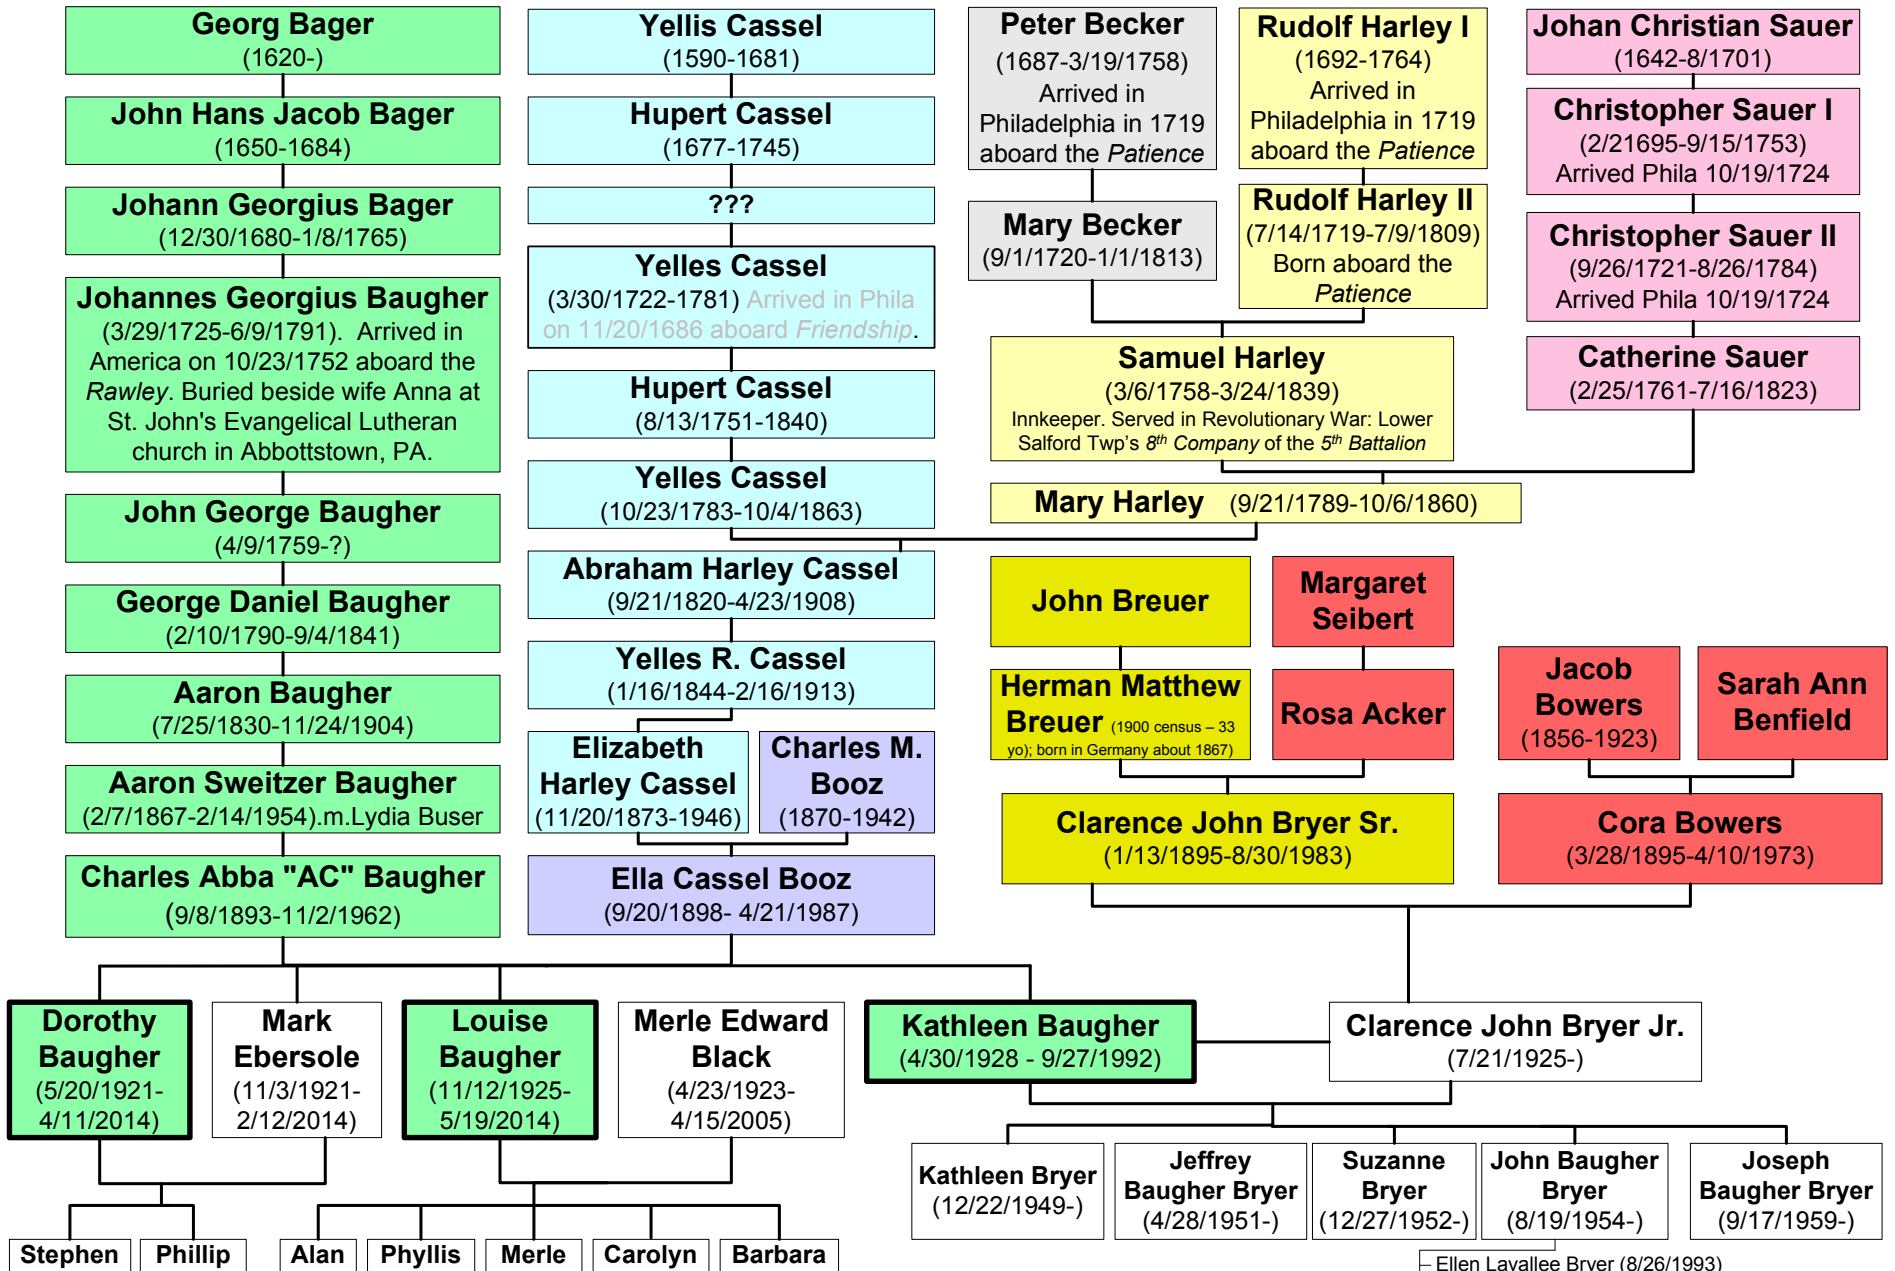 Georg Bager
(1620-)
John Hans Jacob Bager
(1650-1684)
Johann Georgius Bager
(12/30/1680-1/8/1765)
Johannes Georgius Baugher
(3/29/1725-6/9/1791). Arrived in
America on 10/23/1752 aboard the
Rawley. Buried beside wife Anna at
St. John's Evangelical Lutheran
church in Abbottstown, PA.
John George Baugher
(4/9/1759-?)
George Daniel Baugher
(2/10/1790-9/4/1841)
Aaron Baugher
(7/25/1830-11/24/1904)
Aaron Sweitzer Baugher
(2/7/1867-2/14/1954).m.Lydia Buser
Charles Abba "AC" Baugher
(9/8/1893-11/2/1962)
Yellis Cassel
(1590-1681)
Hupert Cassel
(1677-1745)
???
Yelles Cassel
(3/30/1722-1781) Arrived in Phila
on 11/20/1686 aboard Friendship.
Hupert Cassel
(8/13/1751-1840)
Yelles Cassel
(10/23/1783-10/4/1863)
Abraham Harley Cassel
(9/21/1820-4/23/1908)
Yelles R. Cassel
(1/16/1844-2/16/1913)
Elizabeth
Harley Cassel
(11/20/1873-1946)
Charles M.
Booz
(1870-1942)
Ella Cassel Booz
(9/20/1898- 4/21/1987)
Peter Becker
(1687-3/19/1758)
Arrived in
Philadelphia in 1719
aboard the Patience
Mary Becker
(9/1/1720-1/1/1813)
Rudolf Harley I
(1692-1764)
Arrived in
Philadelphia in 1719
aboard the Patience
Rudolf Harley II
(7/14/1719-7/9/1809)
Born aboard the
Patience
Johan Christian Sauer
(1642-8/1701)
Christopher Sauer I
(2/21695-9/15/1753)
Arrived Phila 10/19/1724
Christopher Sauer II
(9/26/1721-8/26/1784)
Arrived Phila 10/19/1724
Catherine Sauer
(2/25/1761-7/16/1823)
Samuel Harley
(3/6/1758-3/24/1839)
Innkeeper. Served in Revolutionary War: Lower
Salford Twp's 8th Company of the 5th Battalion
Mary Harley (9/21/1789-10/6/1860)
John Breuer
Margaret
Seibert
Herman Matthew
Breuer (1900 census – 33
yo); born in Germany about 1867)
Rosa Acker
Jacob
Bowers
(1856-1923)
Sarah Ann
Benfield
Clarence John Bryer Sr.
(1/13/1895-8/30/1983)
Cora Bowers
(3/28/1895-4/10/1973)
Dorothy
Baugher
(5/20/1921-
4/11/2014)
Mark
Ebersole
(11/3/1921-
2/12/2014)
Louise
Baugher
(11/12/1925-
5/19/2014)
Merle Edward
Black
(4/23/1923-
4/15/2005)
Kathleen Baugher
(4/30/1928 - 9/27/1992)
Clarence John Bryer Jr.
(7/21/1925-)
Kathleen Bryer
(12/22/1949-)
Jeffrey
Baugher Bryer
(4/28/1951-)
Suzanne
Bryer
(12/27/1952-)
John Baugher
Bryer
(8/19/1954-)
Joseph
Baugher Bryer
(9/17/1959-)
Stephen
Phillip
Alan
Phyllis
Merle
Carolyn
Barbara
Ellen Lavallee Bryer (8/26/1993)